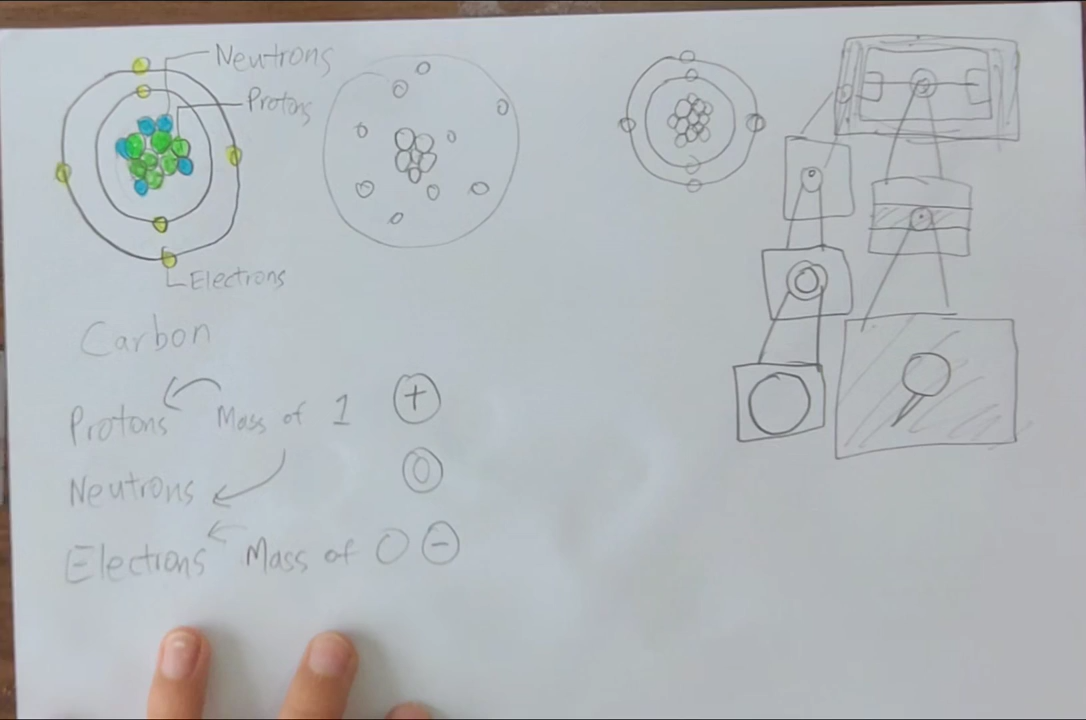 Neutrons
Protons
Electrons
Carbon
Protons Mass of 1 +
Neutrons 0
Electrons Mass of 0 -